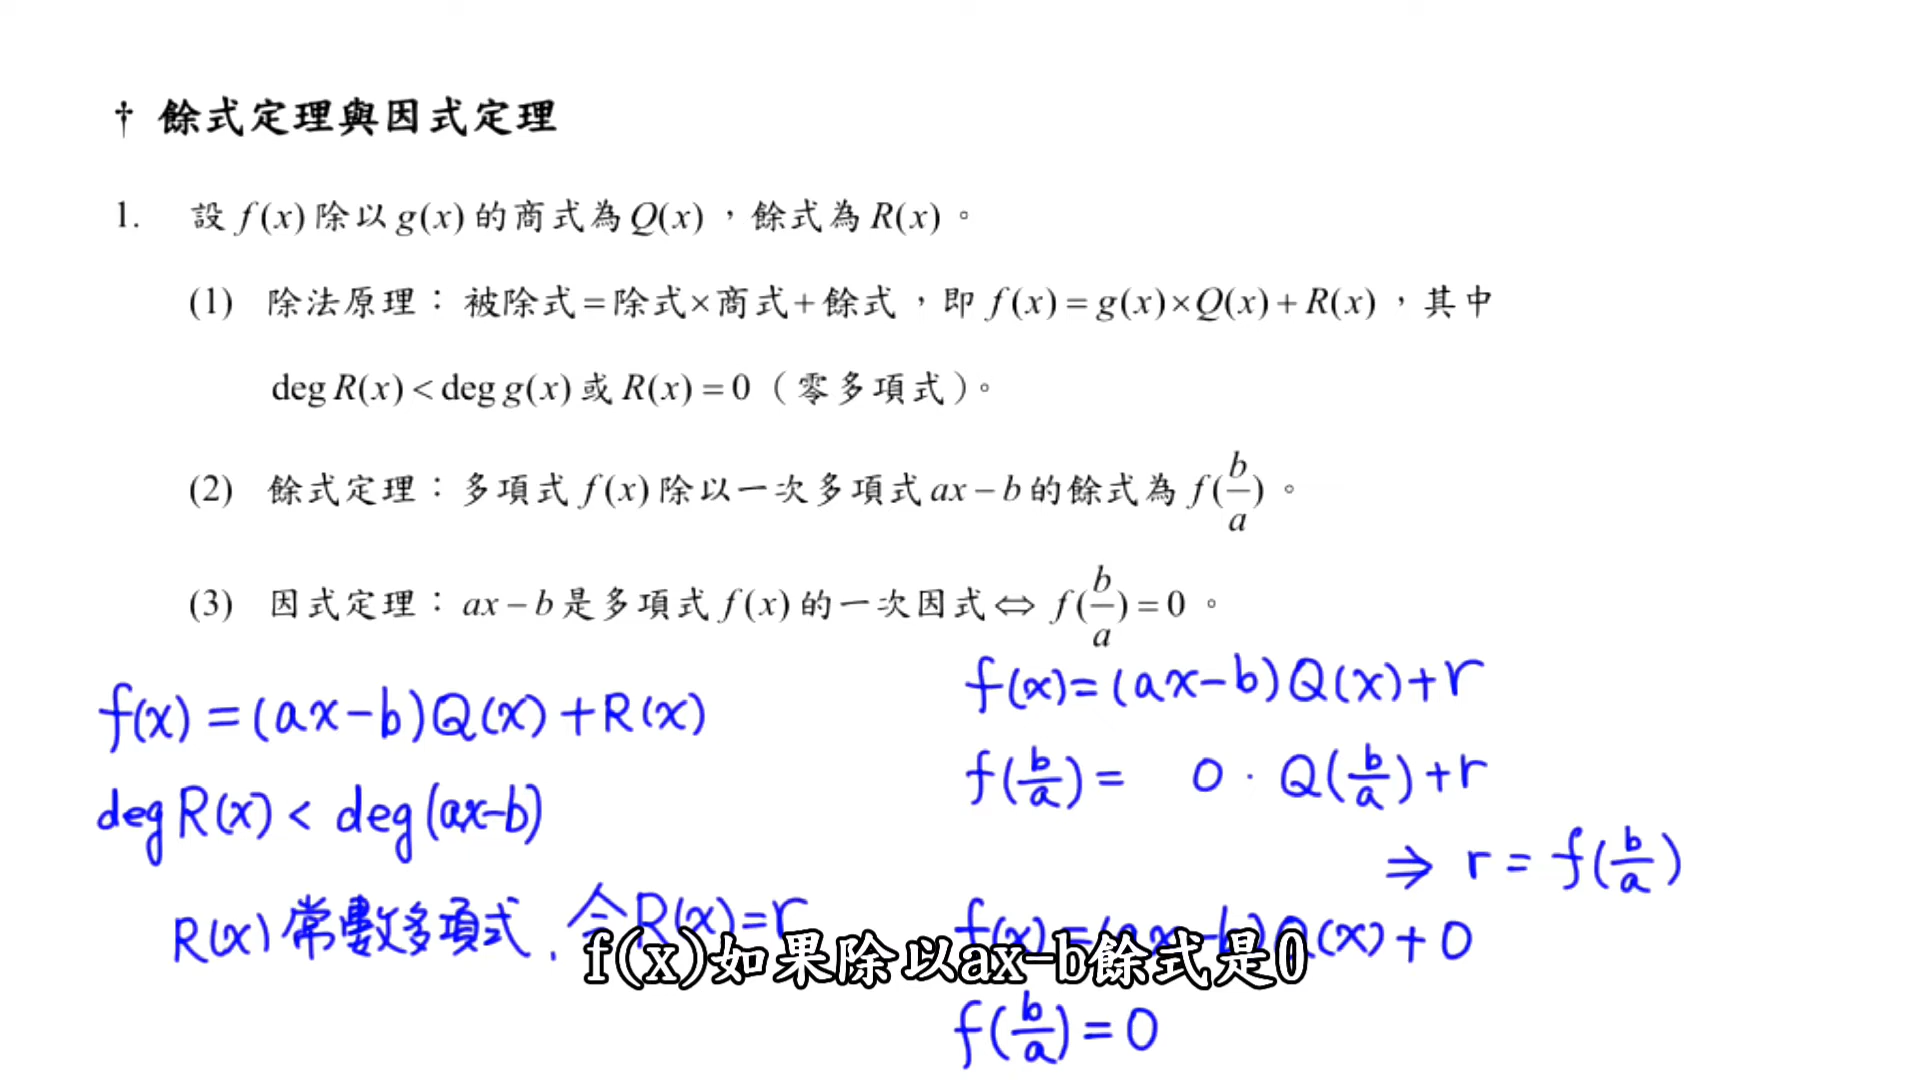 † 餘式定理與因式定理
1. 設 f(x) 除以 g(x) 的商式為 Q(x)，餘式為 R(x)。
(1) 除法原理：被除式=除式×商式+餘式，即 f(x) = g(x)×Q(x) + R(x)，其中
deg R(x) < deg g(x) 或 R(x) = 0（零多項式）。
(2) 餘式定理：多項式 f(x) 除以一次多項式 ax − b 的餘式為 f(b/a)。
(3) 因式定理：ax − b 是多項式 f(x) 的一次因式 ⇔ f(b/a) = 0。
f(x) = (ax−b)Q(x) + R(x)
deg R(x) < deg(ax−b)
R(x) 常數多項式, 令R(x)=r
f(x) = (ax−b)Q(x)+r
f(b/a) = 0 · Q(b/a)+r
⇒ r = f(b/a)
f(x) = (ax−b)Q(x)+0
f(b/a) = 0
f(x)如果除以ax-b餘式是0